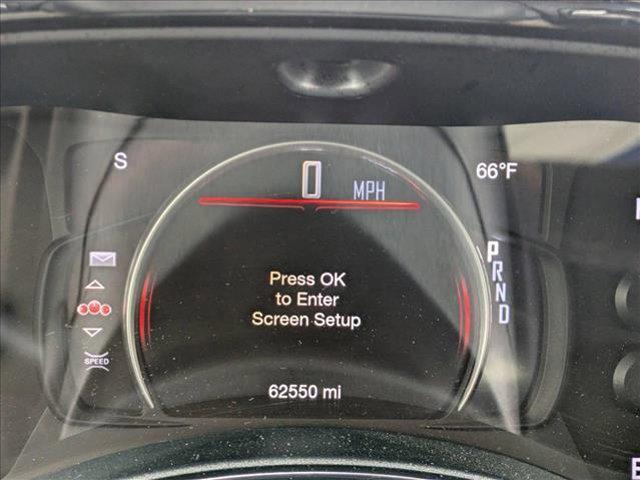 S
0 MPH
66°F
Press OK
to Enter
Screen Setup
P
R
N
D
SPEED
62550 mi
E